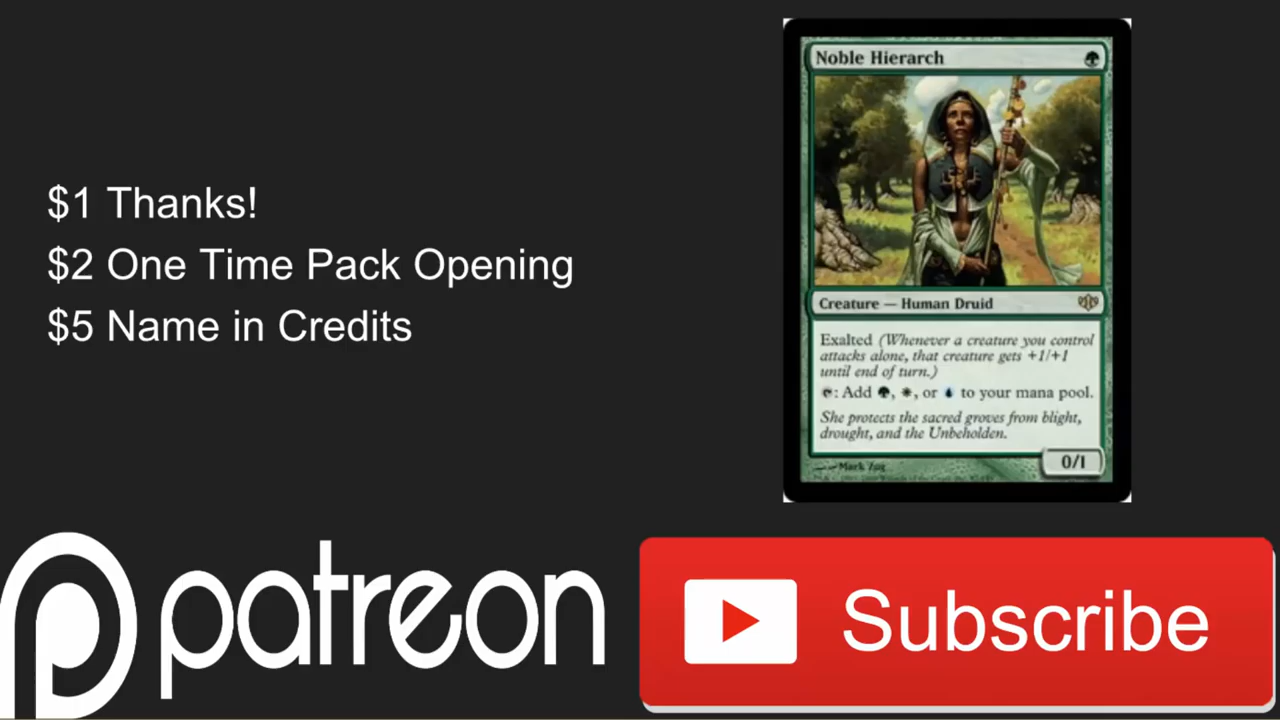 $1 Thanks!
$2 One Time Pack Opening
$5 Name in Credits
Noble Hierarch
Creature — Human Druid
Exalted (Whenever a creature you control
attacks alone, that creature gets +1/+1
until end of turn.)
: Add , , or to your mana pool.
She protects the sacred groves from blight,
drought, and the Unbeholden.
Mark Zug
0/1
patreon
Subscribe